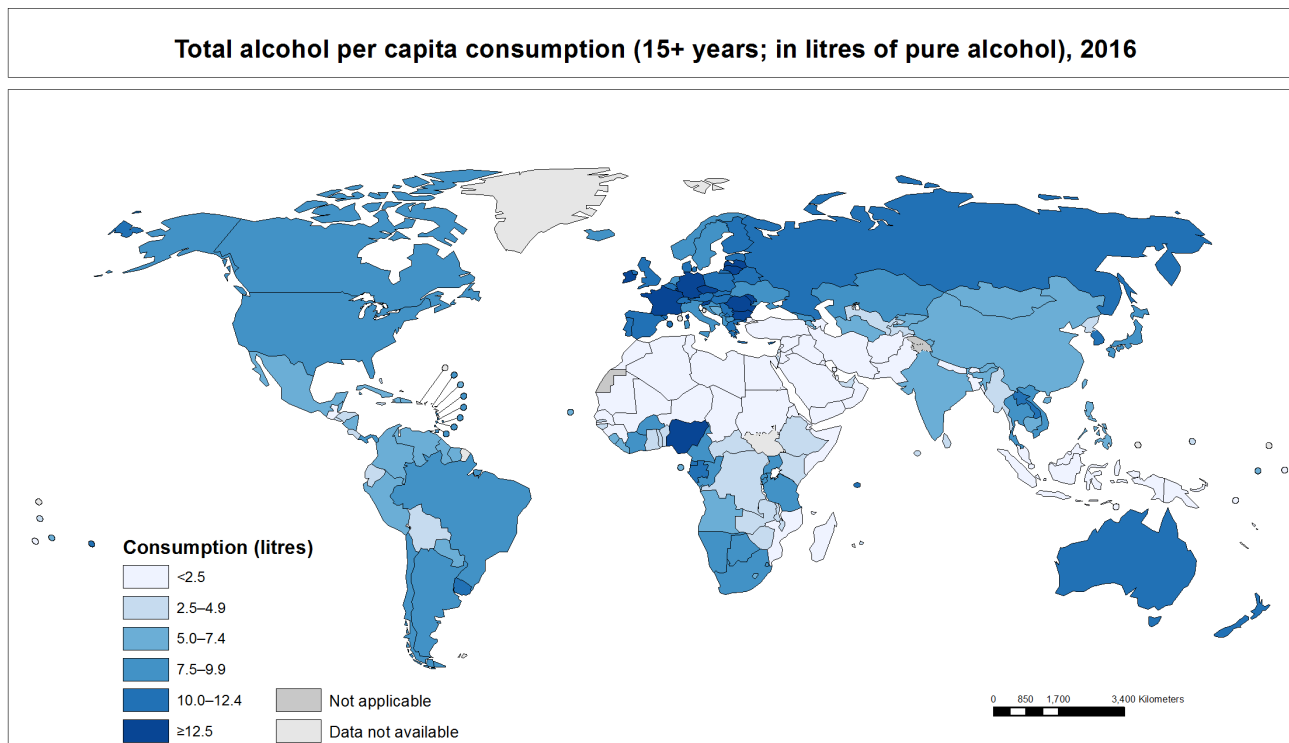 Total alcohol per capita consumption (15+ years; in litres of pure alcohol), 2016
Consumption (litres)
<2.5
2.5–4.9
5.0–7.4
7.5–9.9
10.0–12.4
≥12.5
Not applicable
Data not available
0 850 1,700 3,400 Kilometers